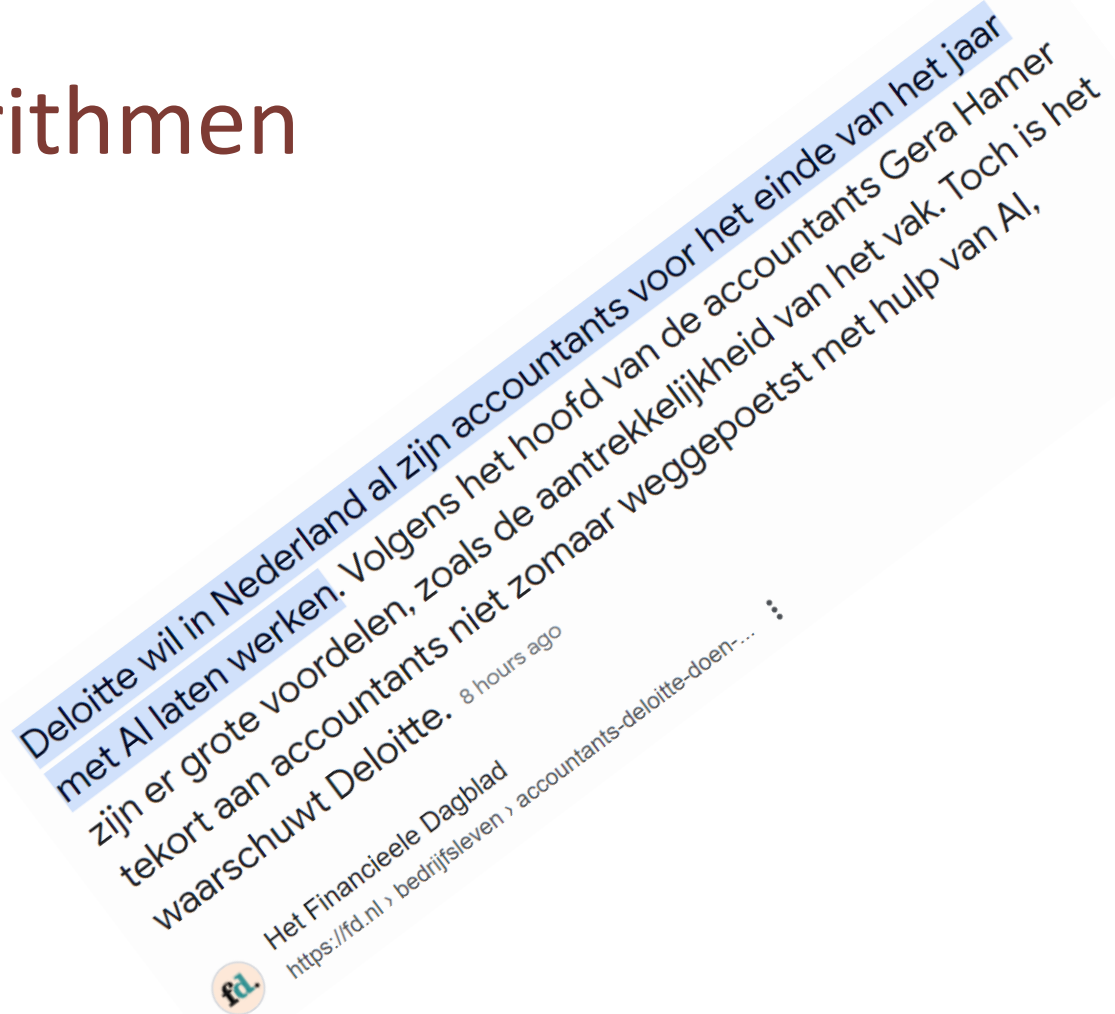 rithmen
Deloitte wil in Nederland al zijn accountants voor het einde van het jaar
met AI laten werken. Volgens het hoofd van de accountants Gera Hamer
zijn er grote voordelen, zoals de aantrekkelijkheid van het vak. Toch is het
tekort aan accountants niet zomaar weggepoetst met hulp van AI,
waarschuwt Deloitte. 8 hours ago
fd.
Het Financieele Dagblad
https://fd.nl › bedrijfsleven › accountants-deloitte-doen-...